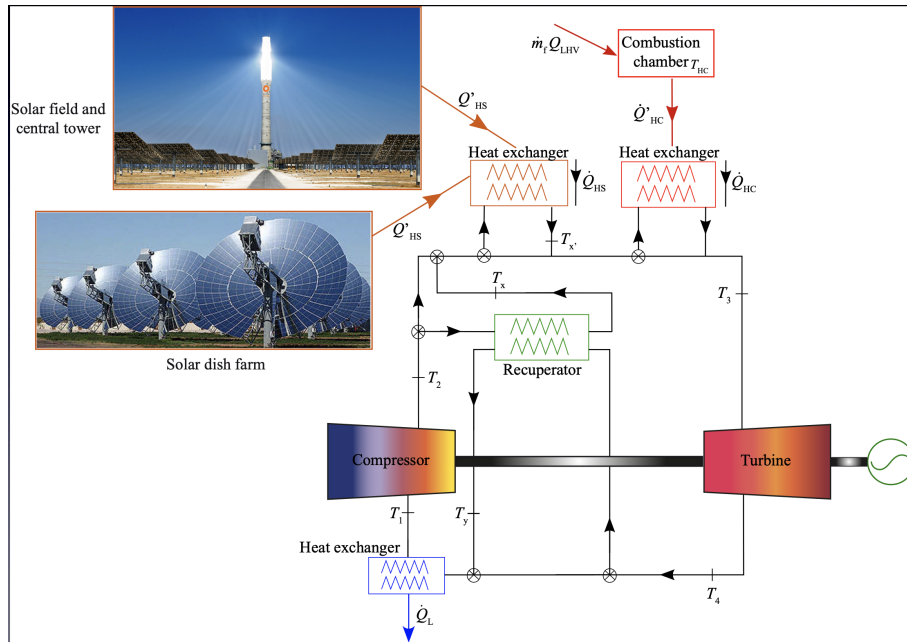 Solar field and
central tower
Q’HS
ṁf QLHV
Combustion
chamber THC
Q̇’HC
Heat exchanger
Q̇HS
Heat exchanger
Q̇HC
Q’HS
Tx’
Tx
T3
Solar dish farm
Recuperator
T2
Compressor
Turbine
T1
Ty
Heat exchanger
T4
Q̇L